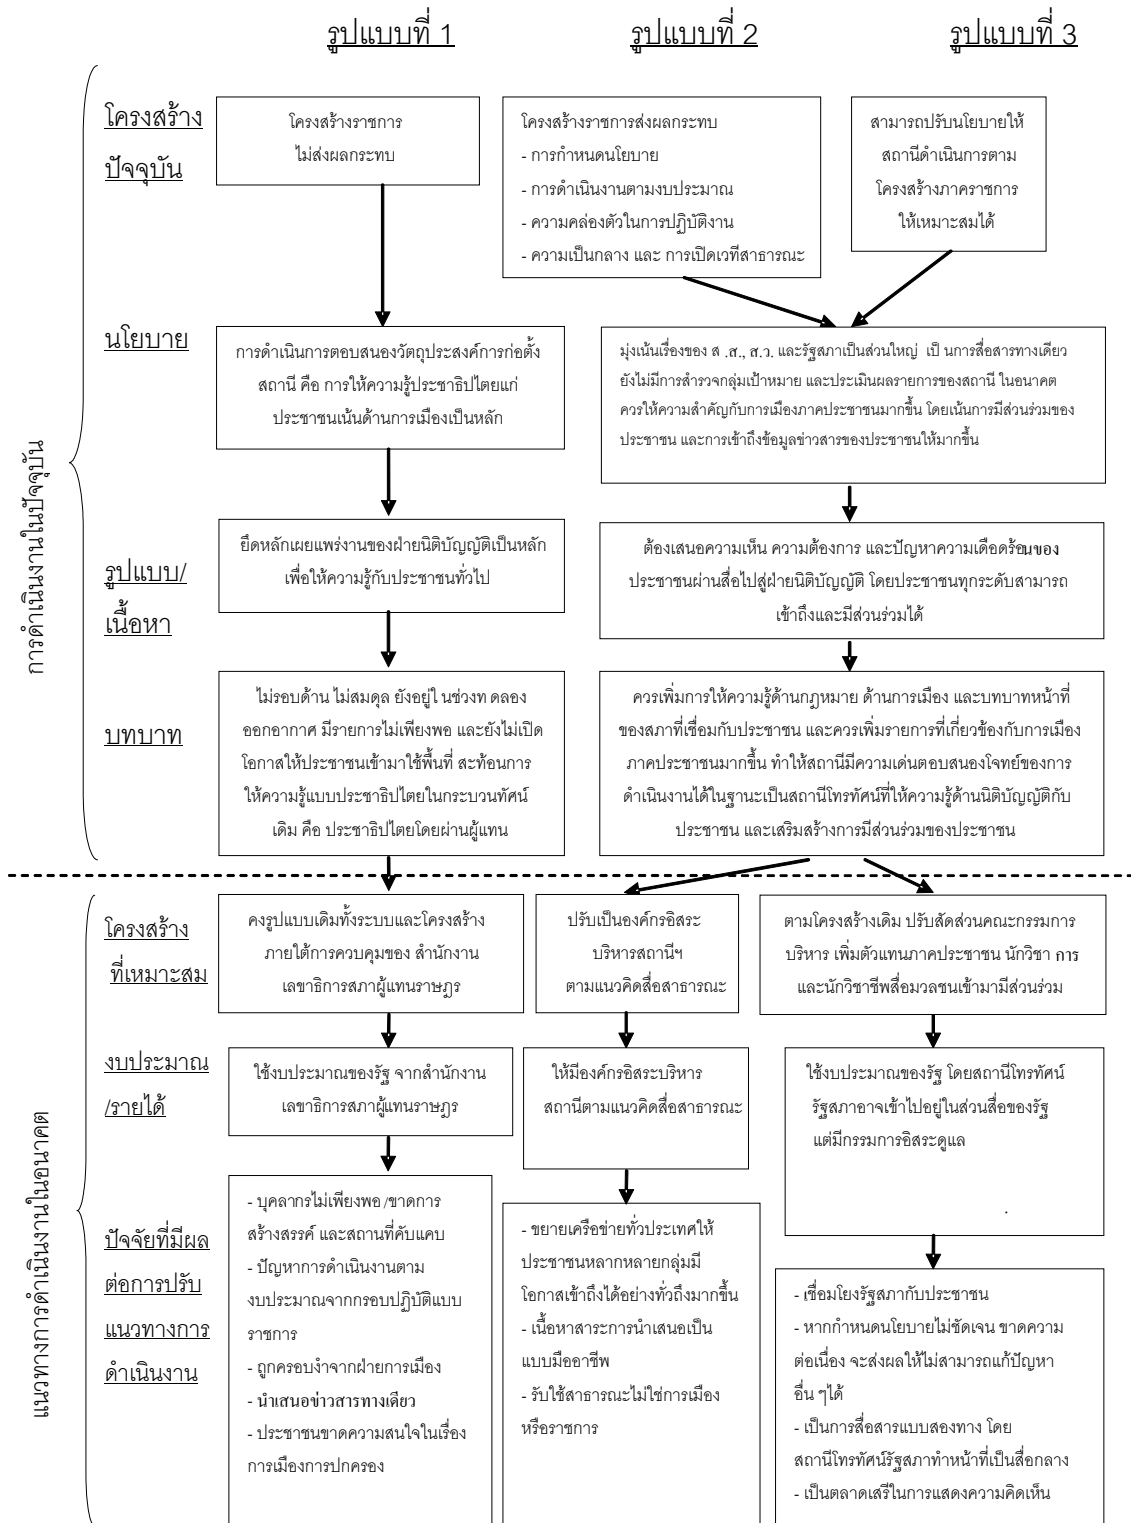 รูปแบบที่ 1
รูปแบบที่ 2
รูปแบบที่ 3
การดำเนินงานในปัจจุบัน
โครงสร้าง
ปัจจุบัน
โครงสร้างราชการ
ไม่ส่งผลกระทบ
โครงสร้างราชการส่งผลกระทบ
- การกำหนดนโยบาย
- การดำเนินงานตามงบประมาณ
- ความคล่องตัวในการปฏิบัติงาน
- ความเป็นกลาง และ การเปิดเวทีสาธารณะ
สามารถปรับนโยบายให้
สถานีดำเนินการตาม
โครงสร้างภาคราชการ
ให้เหมาะสมได้
นโยบาย
การดำเนินการตอบสนองวัตถุประสงค์การก่อตั้ง
สถานี คือ การให้ความรู้ประชาธิปไตยแก่
ประชาชนเน้นด้านการเมืองเป็นหลัก
มุ่งเน้นเรื่องของ ส .ส., ส.ว. และรัฐสภาเป็นส่วนใหญ่ เป็ นการสื่อสารทางเดียว
ยังไม่มีการสำรวจกลุ่มเป้าหมาย และประเมินผลรายการของสถานี ในอนาคต
ควรให้ความสำคัญกับการเมืองภาคประชาชนมากขึ้น โดยเน้นการมีส่วนร่วมของ
ประชาชน และการเข้าถึงข้อมูลข่าวสารของประชาชนให้มากขึ้น
รูปแบบ/
เนื้อหา
ยึดหลักเผยแพร่งานของฝ่ายนิติบัญญัติเป็นหลัก
เพื่อให้ความรู้กับประชาชนทั่วไป
ต้องเสนอความเห็น ความต้องการ และปัญหาความเดือดร้อนของ
ประชาชนผ่านสื่อไปสู่ฝ่ายนิติบัญญัติ โดยประชาชนทุกระดับสามารถ
เข้าถึงและมีส่วนร่วมได้
บทบาท
ไม่รอบด้าน ไม่สมดุล ยังอยู่ใ นช่วงท ดลอง
ออกอากาศ มีรายการไม่เพียงพอ และยังไม่เปิด
โอกาสให้ประชาชนเข้ามาใช้พื้นที่ สะท้อนการ
ให้ความรู้แบบประชาธิปไตยในกระบวนทัศน์
เดิม คือ ประชาธิปไตยโดยผ่านผู้แทน
ควรเพิ่มการให้ความรู้ด้านกฎหมาย ด้านการเมือง และบทบาทหน้าที่
ของสภาที่เชื่อมกับประชาชน และควรเพิ่มรายการที่เกี่ยวข้องกับการเมือง
ภาคประชาชนมากขึ้น ทำให้สถานีมีความเด่นตอบสนองโจทย์ของการ
ดำเนินงานได้ในฐานะเป็นสถานีโทรทัศน์ที่ให้ความรู้ด้านนิติบัญญัติกับ
ประชาชน และเสริมสร้างการมีส่วนร่วมของประชาชน
แนวทางการดำเนินงานในอนาคต
โครงสร้าง
ที่เหมาะสม
คงรูปแบบเดิมทั้งระบบและโครงสร้าง
ภายใต้การควบคุมของ สำนักงาน
เลขาธิการสภาผู้แทนราษฎร
ปรับเป็นองค์กรอิสระ
บริหารสถานีฯ
ตามแนวคิดสื่อสาธารณะ
ตามโครงสร้างเดิม ปรับสัดส่วนคณะกรรมการ
บริหาร เพิ่มตัวแทนภาคประชาชน นักวิชา การ
และนักวิชาชีพสื่อมวลชนเข้ามามีส่วนร่วม
งบประมาณ
/รายได้
ใช้งบประมาณของรัฐ จากสำนักงาน
เลขาธิการสภาผู้แทนราษฎร
ให้มีองค์กรอิสระบริหาร
สถานีตามแนวคิดสื่อสาธารณะ
ใช้งบประมาณของรัฐ โดยสถานีโทรทัศน์
รัฐสภาอาจเข้าไปอยู่ในส่วนสื่อของรัฐ
แต่มีกรรมการอิสระดูแล
.
ปัจจัยที่มีผล
ต่อการปรับ
แนวทางการ
ดำเนินงาน
- บุคลากรไม่เพียงพอ /ขาดการ
สร้างสรรค์ และสถานที่คับแคบ
- ปัญหาการดำเนินงานตาม
งบประมาณจากกรอบปฏิบัติแบบ
ราชการ
- ถูกครอบงำจากฝ่ายการเมือง
- นำเสนอข่าวสารทางเดียว
- ประชาชนขาดความสนใจในเรื่อง
การเมืองการปกครอง
- ขยายเครือข่ายทั่วประเทศให้
ประชาชนหลากหลายกลุ่มมี
โอกาสเข้าถึงได้อย่างทั่วถึงมากขึ้น
- เนื้อหาสาระการนำเสนอเป็น
แบบมืออาชีพ
- รับใช้สาธารณะไม่ใช่การเมือง
หรือราชการ
- เชื่อมโยงรัฐสภากับประชาชน
- หากกำหนดนโยบายไม่ชัดเจน ขาดความ
ต่อเนื่อง จะส่งผลให้ไม่สามารถแก้ปัญหา
อื่น ๆได้
- เป็นการสื่อสารแบบสองทาง โดย
สถานีโทรทัศน์รัฐสภาทำหน้าที่เป็นสื่อกลาง
- เป็นตลาดเสรีในการแสดงความคิดเห็น